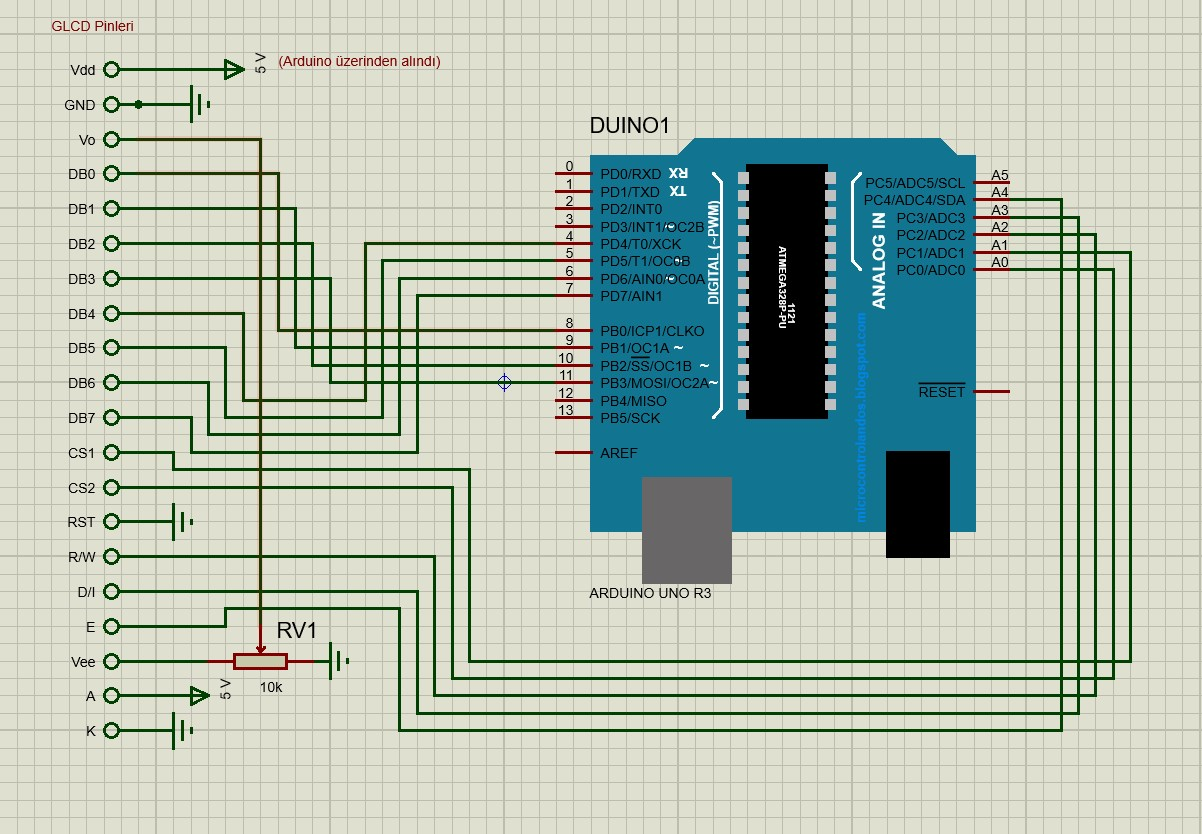 GLCD Pinleri
Vdd
5 V
(Arduino üzerinden alındı)
GND
Vo
DB0
DB1
DB2
DB3
DB4
DB5
DB6
DB7
CS1
CS2
RST
R/W
D/I
E
Vee
A
K
RV1
10k
5 V
DUINO1
0 PD0/RXD RX
1 PD1/TXD TX
2 PD2/INT0
3 PD3/INT1/OC2B ~
4 PD4/T0/XCK
5 PD5/T1/OC0B ~
6 PD6/AIN0/OC0A ~
7 PD7/AIN1
8 PB0/ICP1/CLKO
9 PB1/OC1A ~
10 PB2/SS/OC1B ~
11 PB3/MOSI/OC2A ~
12 PB4/MISO
13 PB5/SCK
AREF
DIGITAL (~PWM)
ATMEGA328P-PU
1121
ANALOG IN
PC5/ADC5/SCL A5
PC4/ADC4/SDA A4
PC3/ADC3 A3
PC2/ADC2 A2
PC1/ADC1 A1
PC0/ADC0 A0
RESET
microcontrolandos.blogspot.com
ARDUINO UNO R3